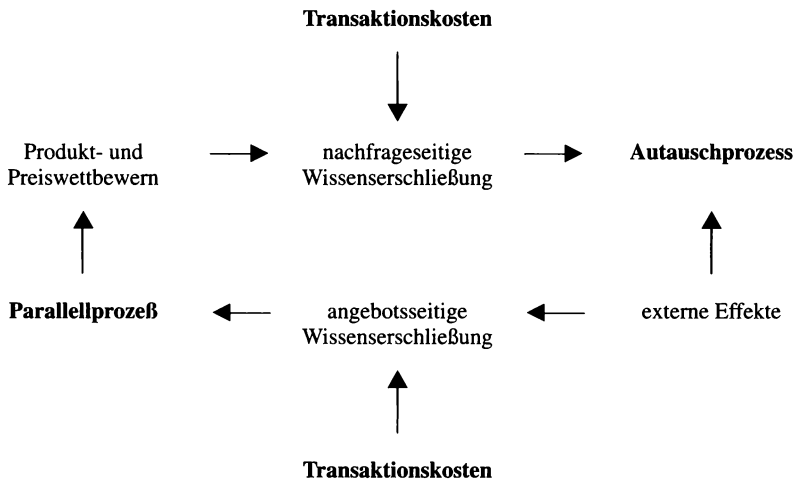 Transaktionskosten
Produkt- und
Preiswettbewern
nachfrageseitige
Wissenserschließung
Autauschprozess
Parallellprozeß
angebotsseitige
Wissenserschließung
externe Effekte
Transaktionskosten